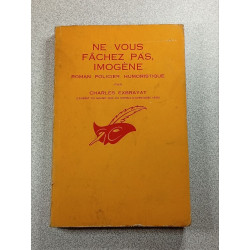 NE VOUS
FÂCHEZ PAS,
IMOGÈNE
ROMAN POLICIER HUMORISTIQUE
PAR
CHARLES EXBRAYAT